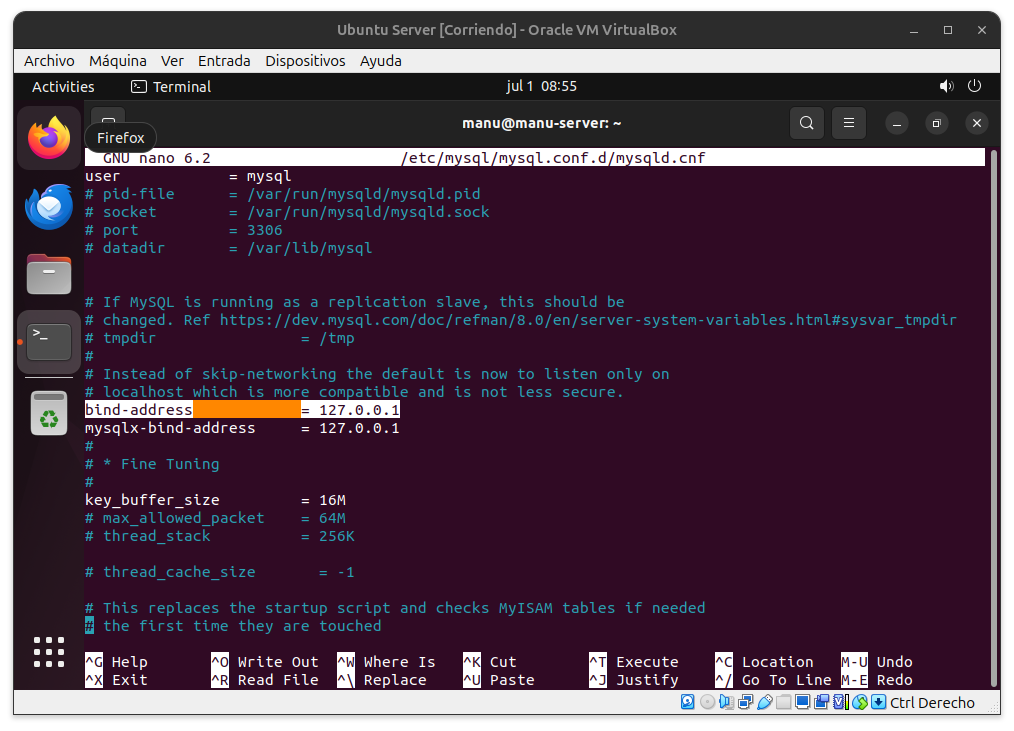 Ubuntu Server [Corriendo] - Oracle VM VirtualBox
Archivo Máquina Ver Entrada Dispositivos Ayuda
Activities Terminal jul 1 08:55
manu@manu-server: ~
Firefox
GNU nano 6.2 /etc/mysql/mysql.conf.d/mysqld.cnf
user = mysql
# pid-file = /var/run/mysqld/mysqld.pid
# socket = /var/run/mysqld/mysqld.sock
# port = 3306
# datadir = /var/lib/mysql
# If MySQL is running as a replication slave, this should be
# changed. Ref https://dev.mysql.com/doc/refman/8.0/en/server-system-variables.html#sysvar_tmpdir
# tmpdir = /tmp
#
# Instead of skip-networking the default is now to listen only on
# localhost which is more compatible and is not less secure.
bind-address = 127.0.0.1
mysqlx-bind-address = 127.0.0.1
#
# * Fine Tuning
#
key_buffer_size = 16M
# max_allowed_packet = 64M
# thread_stack = 256K
# thread_cache_size = -1
# This replaces the startup script and checks MyISAM tables if needed
# the first time they are touched
^G Help ^O Write Out ^W Where Is ^K Cut ^T Execute ^C Location M-U Undo
^X Exit ^R Read File ^\ Replace ^U Paste ^J Justify ^/ Go To Line M-E Redo
Ctrl Derecho